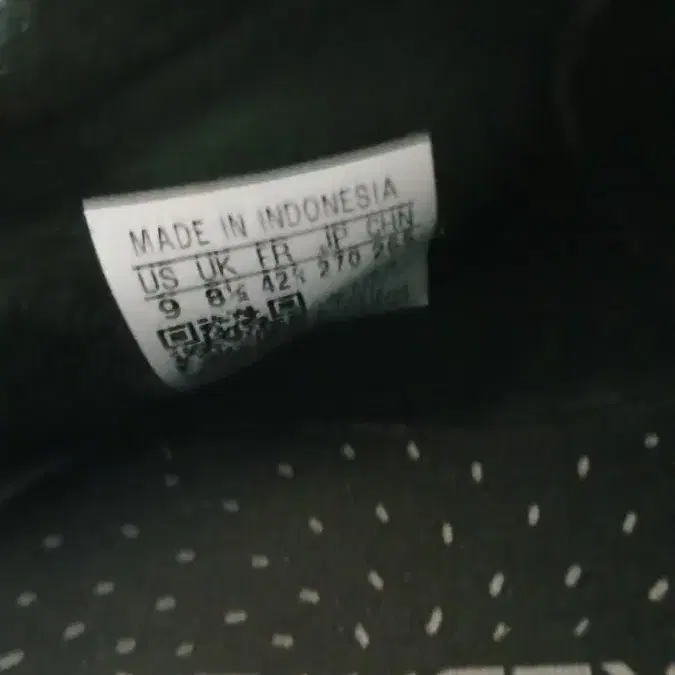 MADE IN INDONESIA
US UK FR JP CHN
9 8½ 42⅔ 270 265